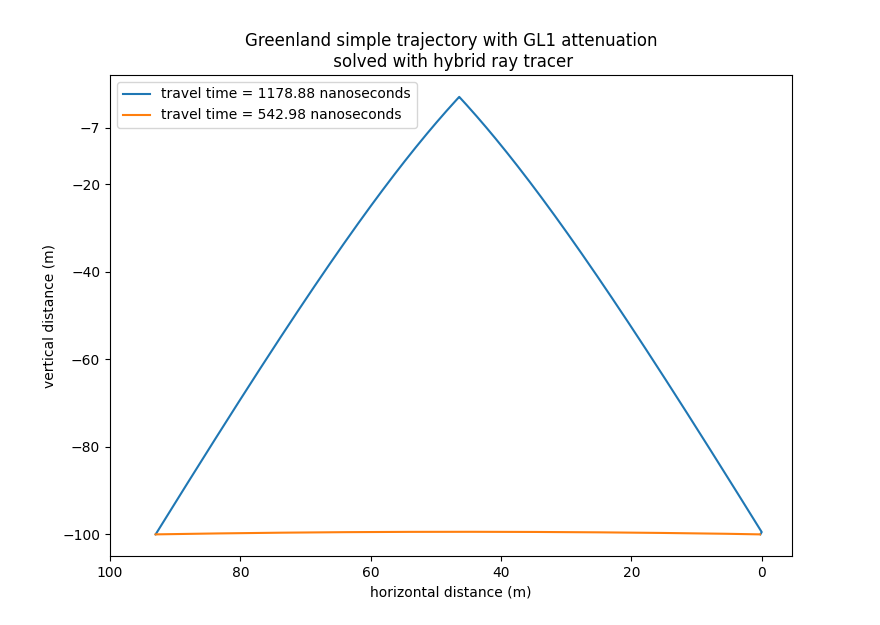 Greenland simple trajectory with GL1 attenuation
solved with hybrid ray tracer
travel time = 1178.88 nanoseconds
travel time = 542.98 nanoseconds
−7
−20
−40
−60
−80
−100
vertical distance (m)
100 80 60 40 20 0
horizontal distance (m)